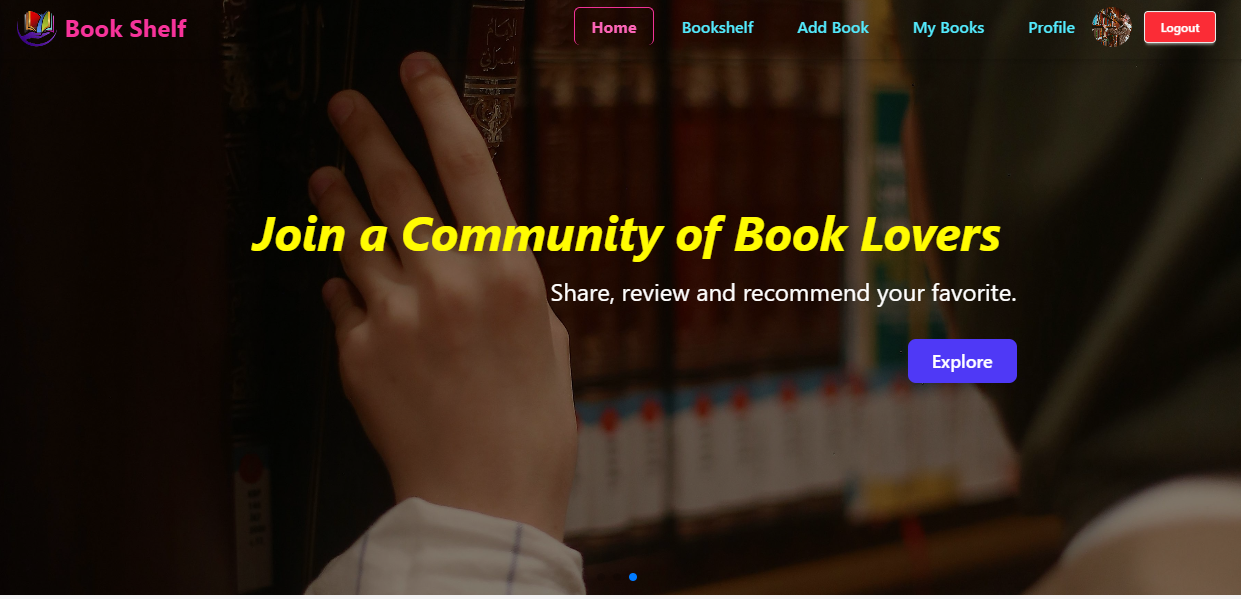 Book Shelf
Home
Bookshelf
Add Book
My Books
Profile
Logout
Join a Community of Book Lovers
Share, review and recommend your favorite.
Explore